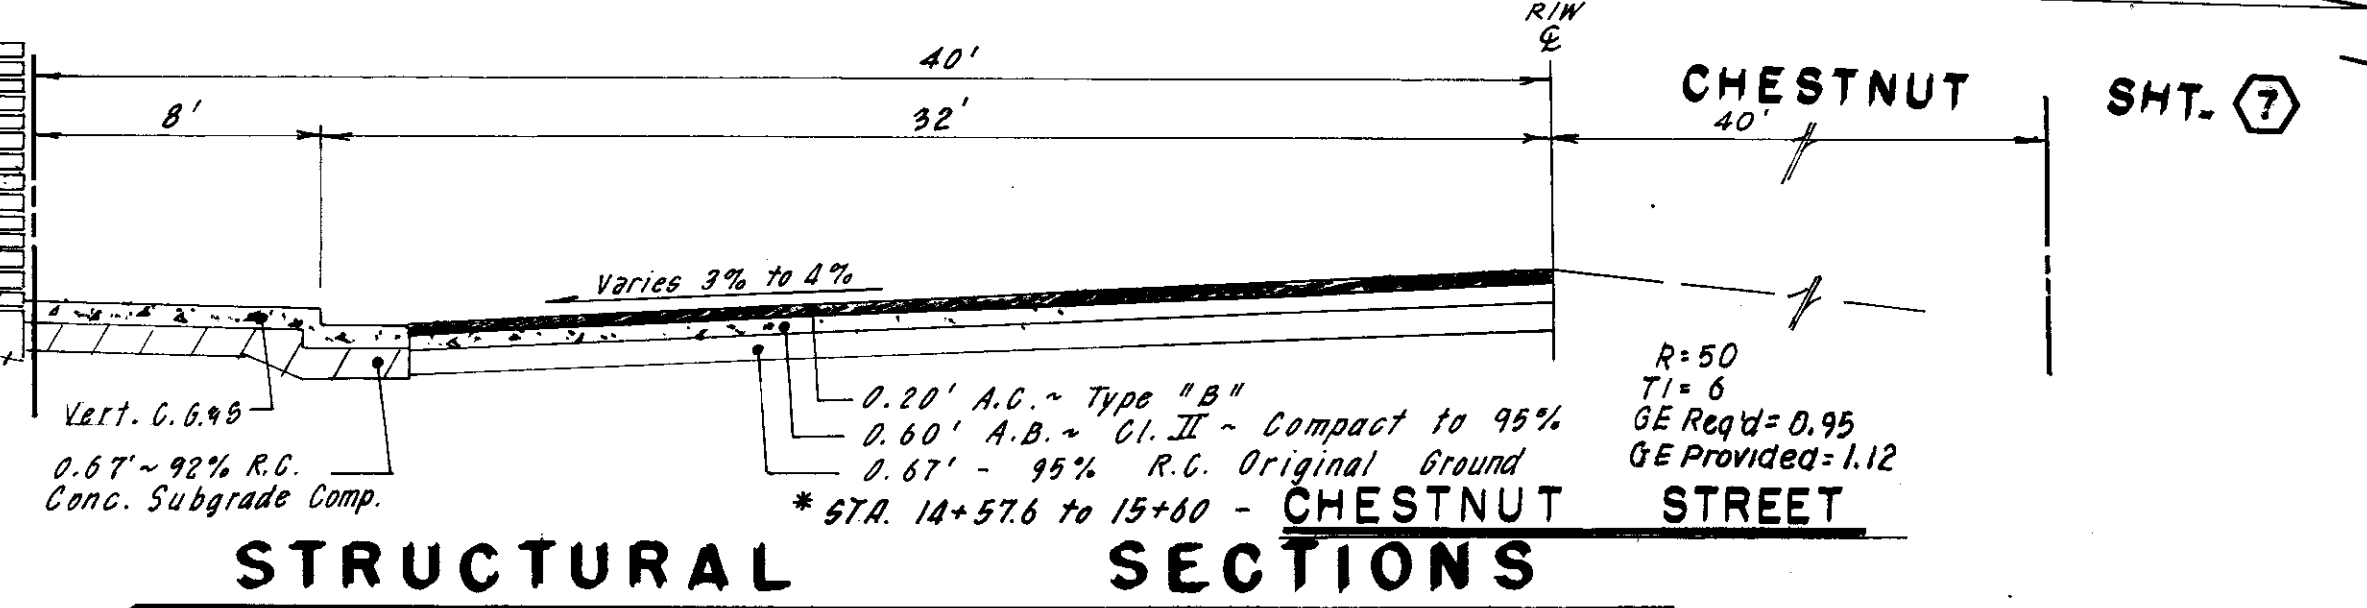 R/W
℄
40'
CHESTNUT SHT. 7
8' 32' 40'
Varies 3% to 4%
R=50
TI= 6
GE Req'd= 0.95
GE Provided= 1.12
0.20' A.C.~ Type "B"
0.60' A.B.~ Cl. II ~ Compact to 95%
0.67' - 95% R.C. Original Ground
Vert. C.G.&S
0.67'~92% R.C.
Conc. Subgrade Comp.
* STA. 14+57.6 to 15+60 - CHESTNUT STREET
STRUCTURAL SECTIONS